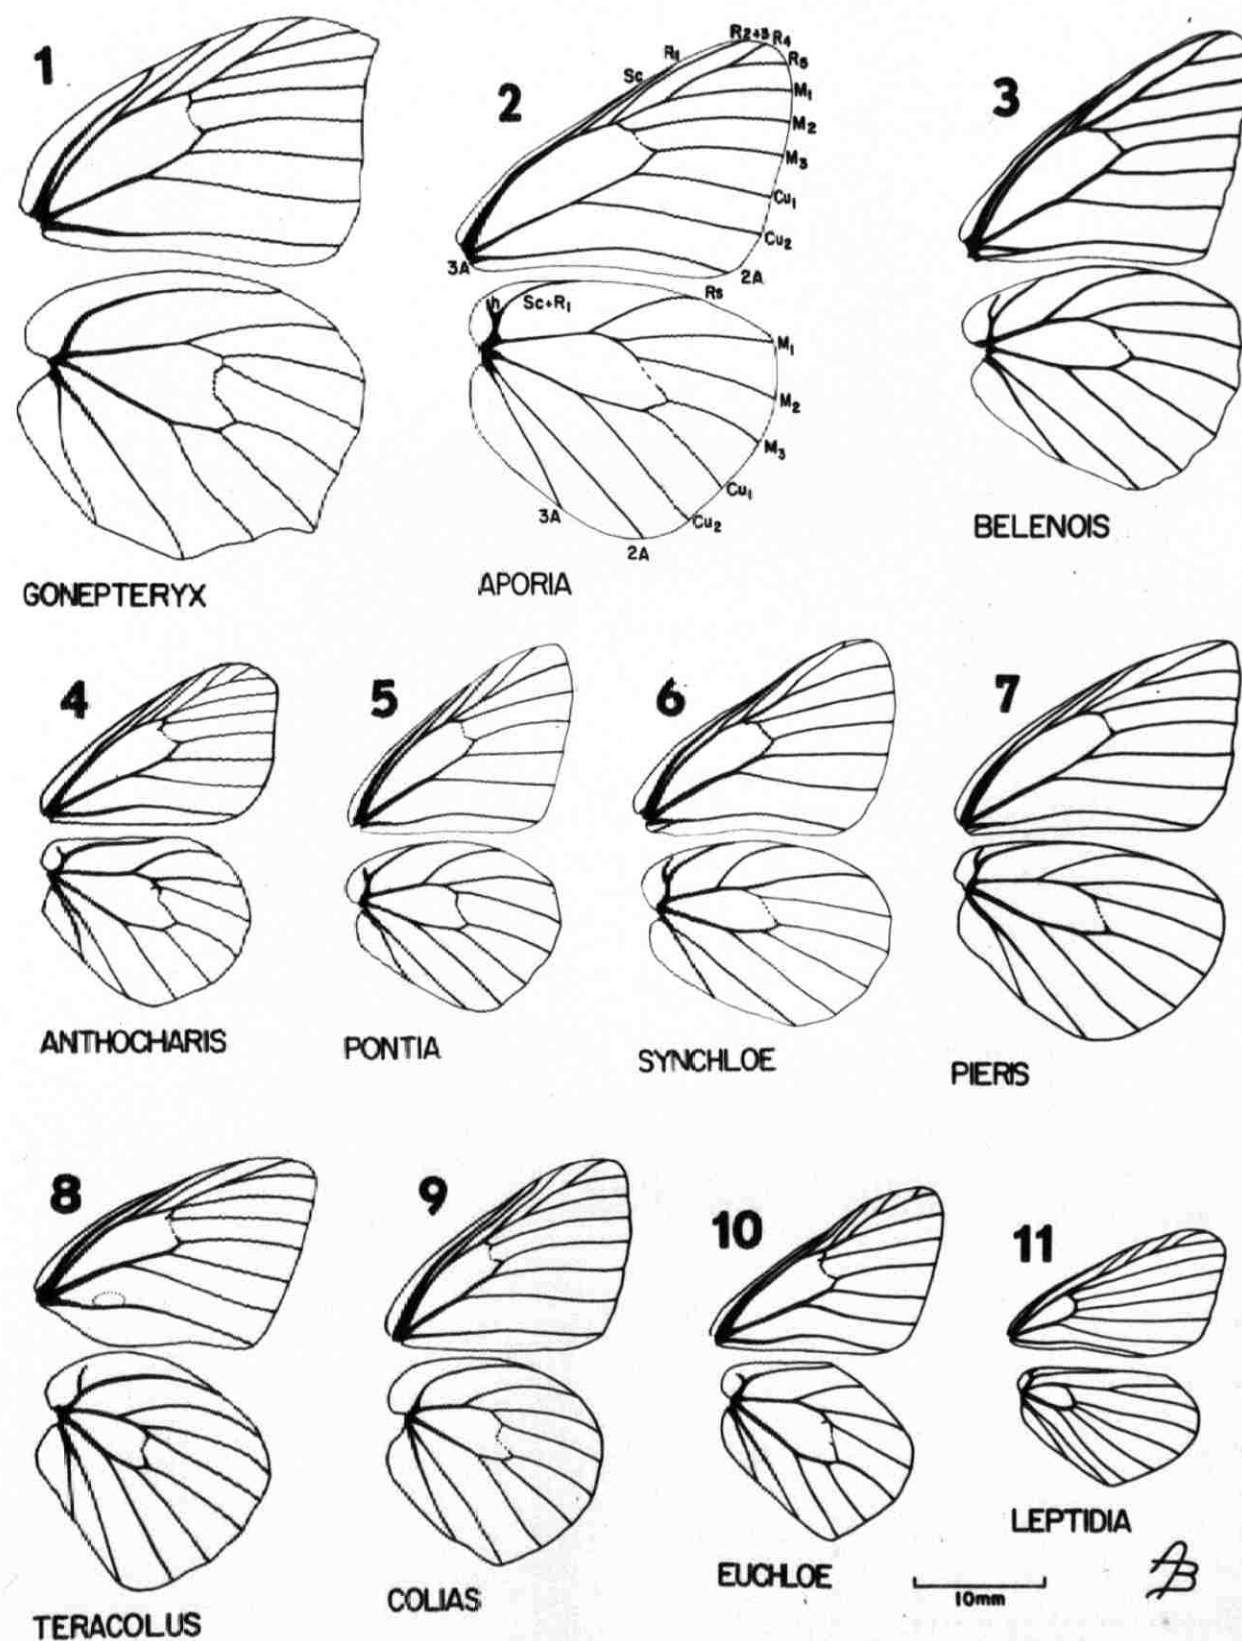 1
2
3
Sc
R1
R2+3
R4
R5
M1
M2
M3
Cu1
Cu2
2A
3A
h
Sc+R1
Rs
M1
M2
M3
Cu1
Cu2
2A
3A
GONEPTERYX
APORIA
BELENOIS
4
5
6
7
ANTHOCHARIS
PONTIA
SYNCHLOE
PIERIS
8
9
10
11
TERACOLUS
COLIAS
EUCHLOE
LEPTIDIA
10mm
AB